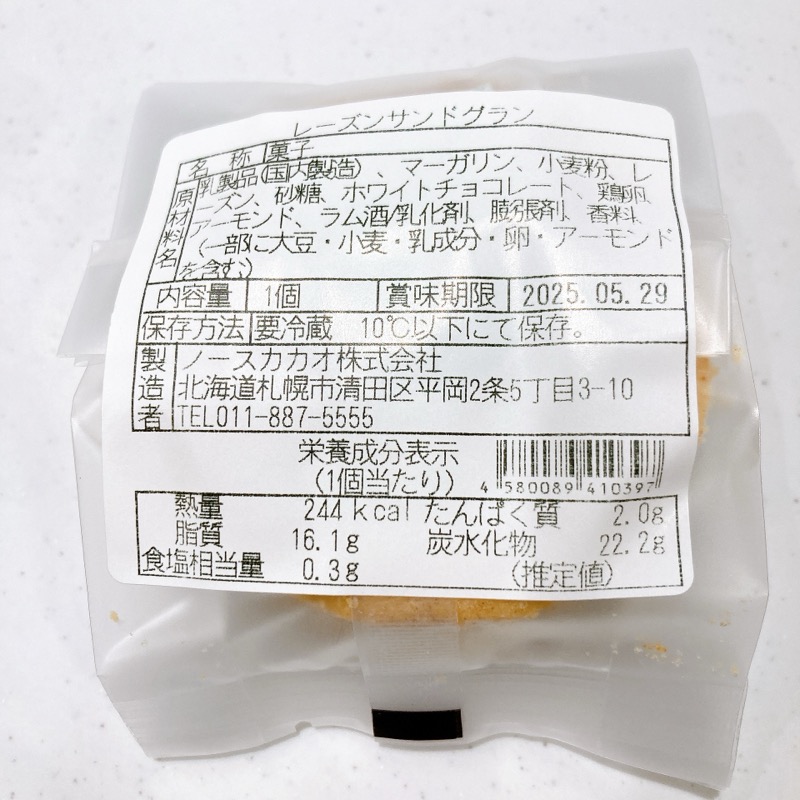 レーズンサンドグラン
名称 菓子
原材料名 乳製品(国内製造)、マーガリン、小麦粉、レ
ーズン、砂糖、ホワイトチョコレート、鶏卵、
アーモンド、ラム酒/乳化剤、膨張剤、香料、
(一部に大豆・小麦・乳成分・卵・アーモンド
を含む)
内容量 1個 賞味期限 2025.05.29
保存方法 要冷蔵 10℃以下にて保存。
製造者 ノースカカオ株式会社
北海道札幌市清田区平岡2条5丁目3-10
TEL011-887-5555
栄養成分表示
(1個当たり)
4 580089 410397
熱量 244kcal たんぱく質 2.0g
脂質 16.1g 炭水化物 22.2g
食塩相当量 0.3g (推定値)